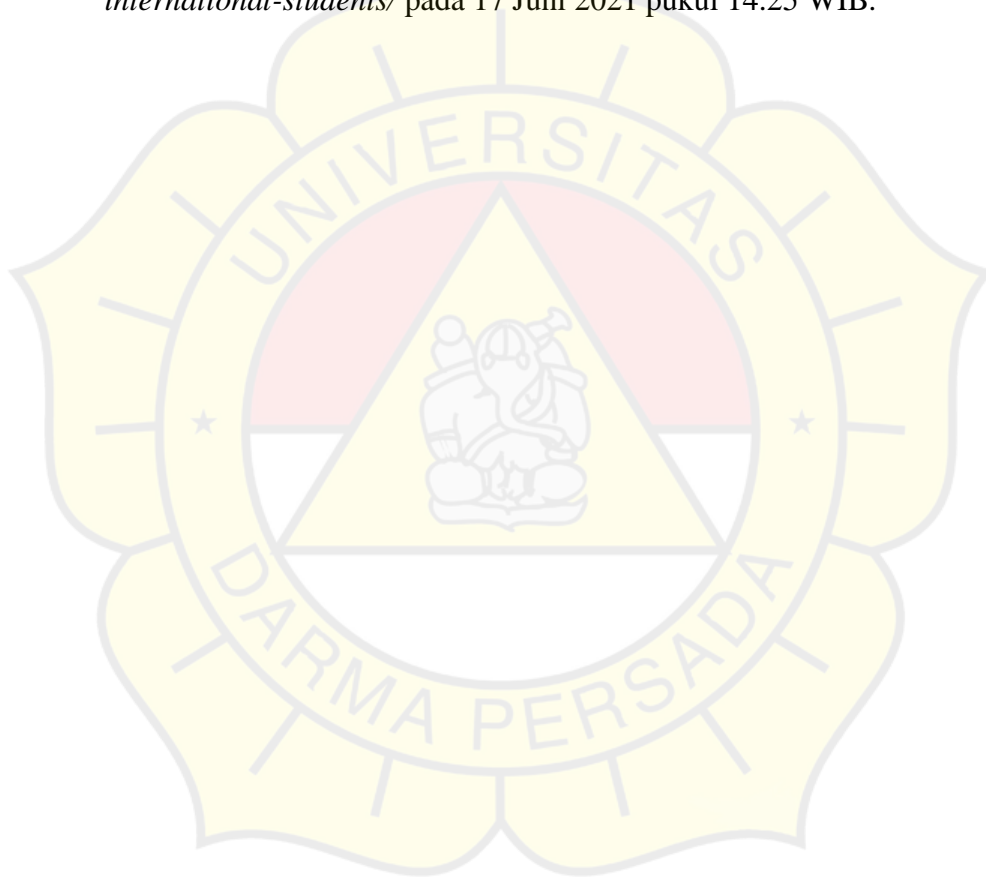 international-students/ pada 17 Juni 2021 pukul 14.25 WIB.
UNIVERSITAS
DARMA PERSADA